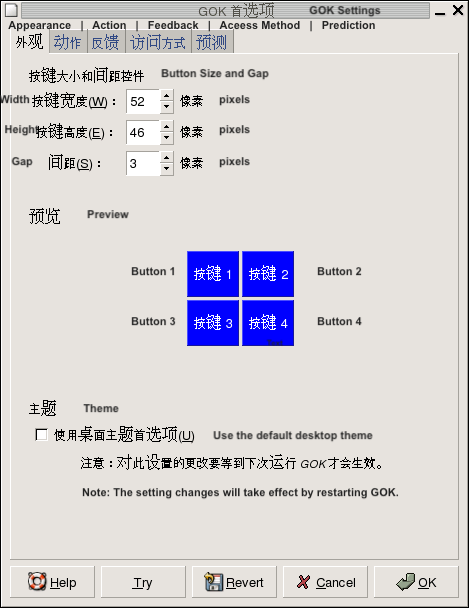 GOK 首选项 GOK Settings
Appearance | Action | Feedback | Acess Method | Prediction
外观 动作 反馈 访问方式 预测
按键大小和间距控件 Button Size and Gap
Width 按键宽度(W)： 52 像素 pixels
Height 按键高度(E)： 46 像素 pixels
Gap 间距(S)： 3 像素 pixels
预览 Preview
Button 1 按键 1 按键 2 Button 2
Button 3 按键 3 按键 4 Button 4
主题 Theme
使用桌面主题首选项(U) Use the default desktop theme
注意：对此设置的更改要等到下次运行 GOK 才会生效。
Note: The setting changes will take effect by restarting GOK.
Help Try Revert Cancel OK